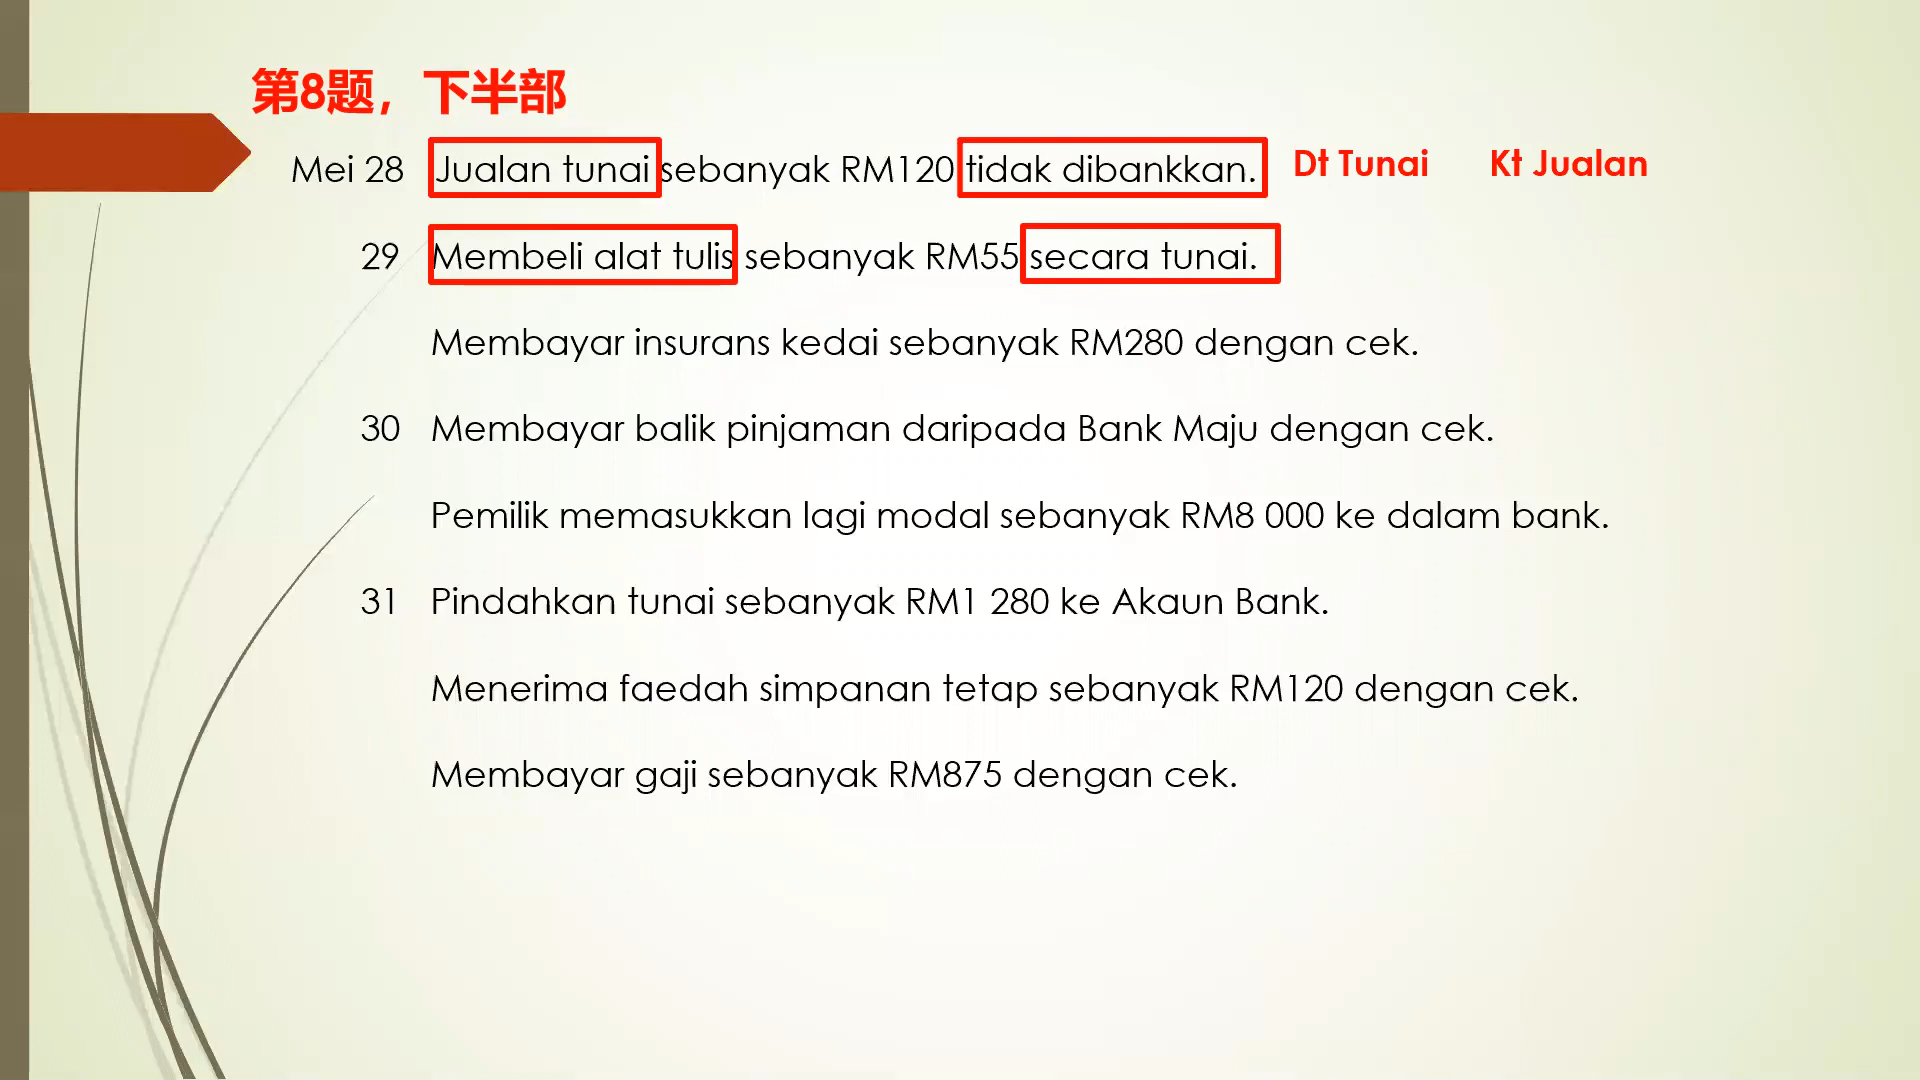 第8题，下半部
Mei 28 Jualan tunai sebanyak RM120 tidak dibankkan. Dt Tunai Kt Jualan
29 Membeli alat tulis sebanyak RM55 secara tunai.
Membayar insurans kedai sebanyak RM280 dengan cek.
30 Membayar balik pinjaman daripada Bank Maju dengan cek.
Pemilik memasukkan lagi modal sebanyak RM8 000 ke dalam bank.
31 Pindahkan tunai sebanyak RM1 280 ke Akaun Bank.
Menerima faedah simpanan tetap sebanyak RM120 dengan cek.
Membayar gaji sebanyak RM875 dengan cek.